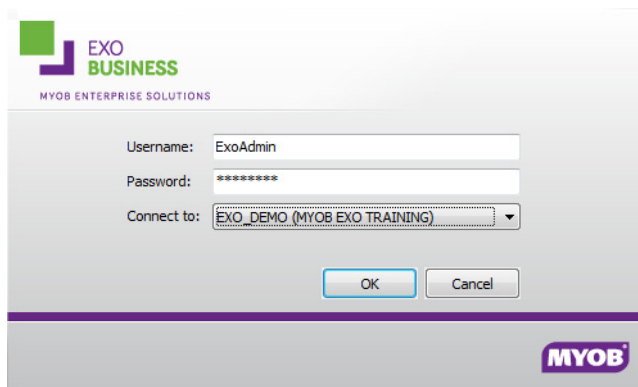 EXO
BUSINESS
MYOB ENTERPRISE SOLUTIONS
Username: ExoAdmin
Password: ********
Connect to: EXO_DEMO (MYOB EXO TRAINING)
OK Cancel
MYOB